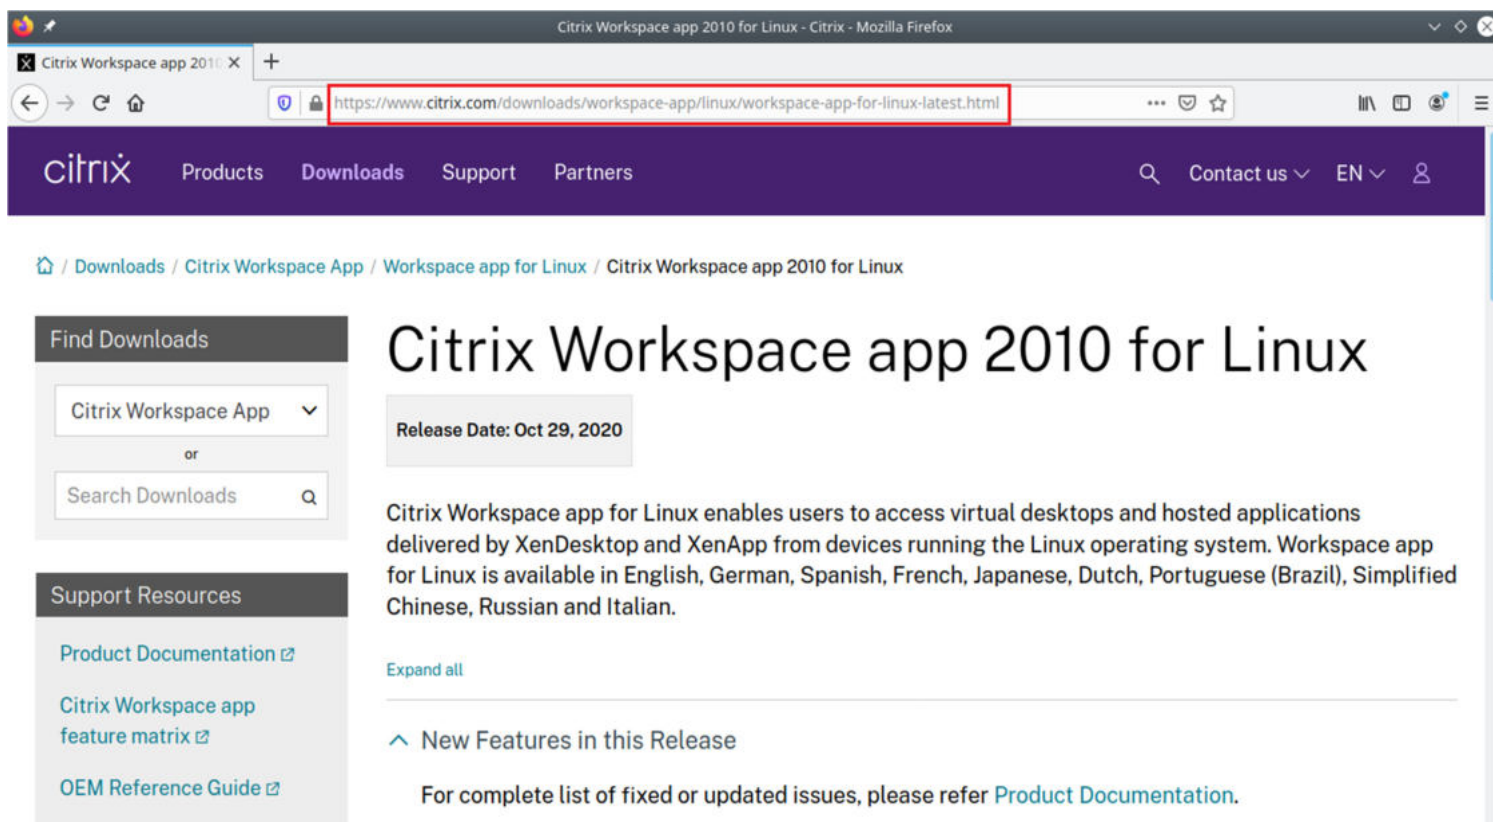 Citrix Workspace app 2010 for Linux - Citrix - Mozilla Firefox
Citrix Workspace app 2010
https://www.citrix.com/downloads/workspace-app/linux/workspace-app-for-linux-latest.html
citrix Products Downloads Support Partners Contact us EN
/ Downloads / Citrix Workspace App / Workspace app for Linux / Citrix Workspace app 2010 for Linux
Find Downloads
Citrix Workspace App
or
Search Downloads
Support Resources
Product Documentation
Citrix Workspace app
feature matrix
OEM Reference Guide
Citrix Workspace app 2010 for Linux
Release Date: Oct 29, 2020
Citrix Workspace app for Linux enables users to access virtual desktops and hosted applications
delivered by XenDesktop and XenApp from devices running the Linux operating system. Workspace app
for Linux is available in English, German, Spanish, French, Japanese, Dutch, Portuguese (Brazil), Simplified
Chinese, Russian and Italian.
Expand all
New Features in this Release
For complete list of fixed or updated issues, please refer Product Documentation.